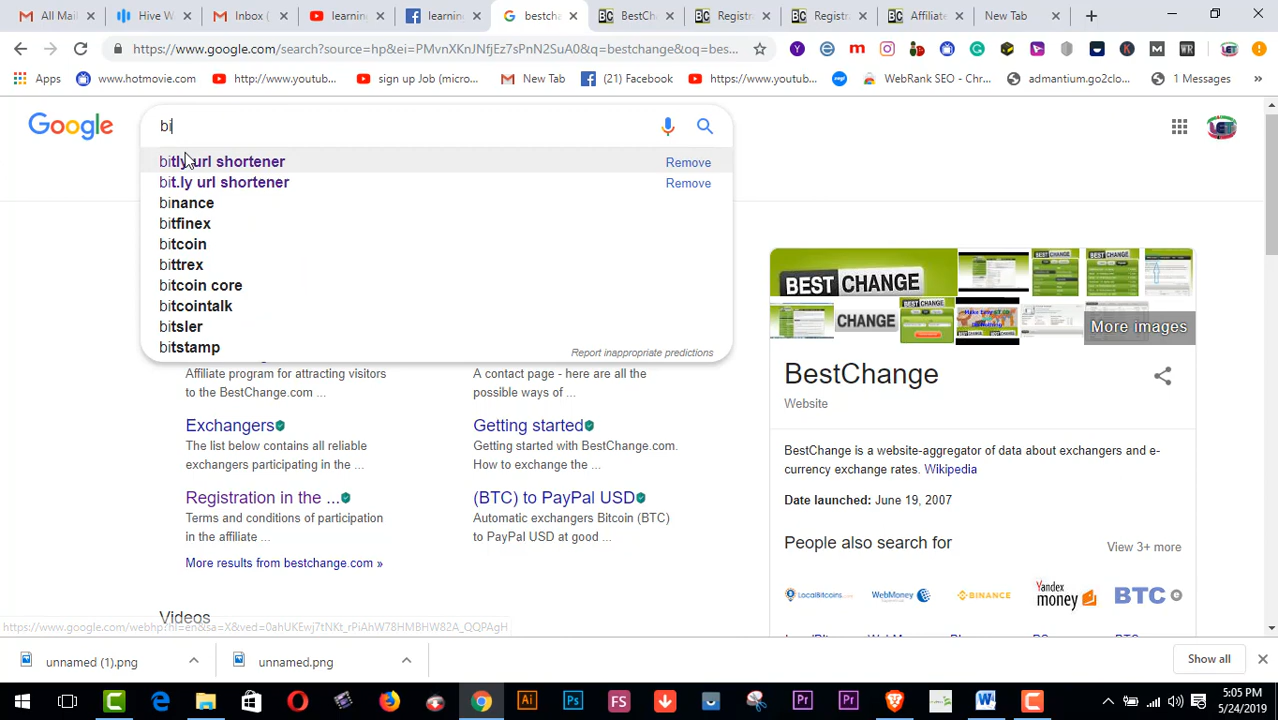 All Mail
Hive W
Inbox (
learning
learning
bestcha
BestCh
Registra
Registra
Affiliate
New Tab
https://www.google.com/search?source=hp&ei=PMvnXKnJNfjEz7sPnN2SuA0&q=bestchange&oq=bes...
Apps
www.hotmovie.com
http://www.youtub...
sign up Job (micro...
New Tab
(21) Facebook
https://www.youtub...
WebRank SEO - Chr...
admantium.go2clo...
1 Messages
»
Google
bi
bitly url shortener
Remove
bit.ly url shortener
Remove
binance
bitfinex
bitcoin
bittrex
bitcoin core
bitcointalk
bitsler
bitstamp
Report inappropriate predictions
Affiliate program for attracting visitors
to the BestChange.com ...
A contact page - here are all the
possible ways of ...
Exchangers
The list below contains all reliable
exchangers participating in the ...
Getting started
Getting started with BestChange.com.
How to exchange the ...
Registration in the ...
Terms and conditions of participation
in the affiliate ...
(BTC) to PayPal USD
Automatic exchangers Bitcoin (BTC)
to PayPal USD at good ...
More results from bestchange.com »
Videos
BEST CHANGE
CHANGE
More images
BestChange
Website
BestChange is a website-aggregator of data about exchangers and e-
currency exchange rates. Wikipedia
Date launched: June 19, 2007
People also search for
View 3+ more
LocalBitcoins
WebMoney
BINANCE
Yandex
money
BTC e
https://www.google.com/webhp?hl=en&sa=X&ved=0ahUKEwj7tNKt_rPiAhW78HMBHW82A_QQPAgH
unnamed (1).png
unnamed.png
Show all
5:05 PM
5/24/2019